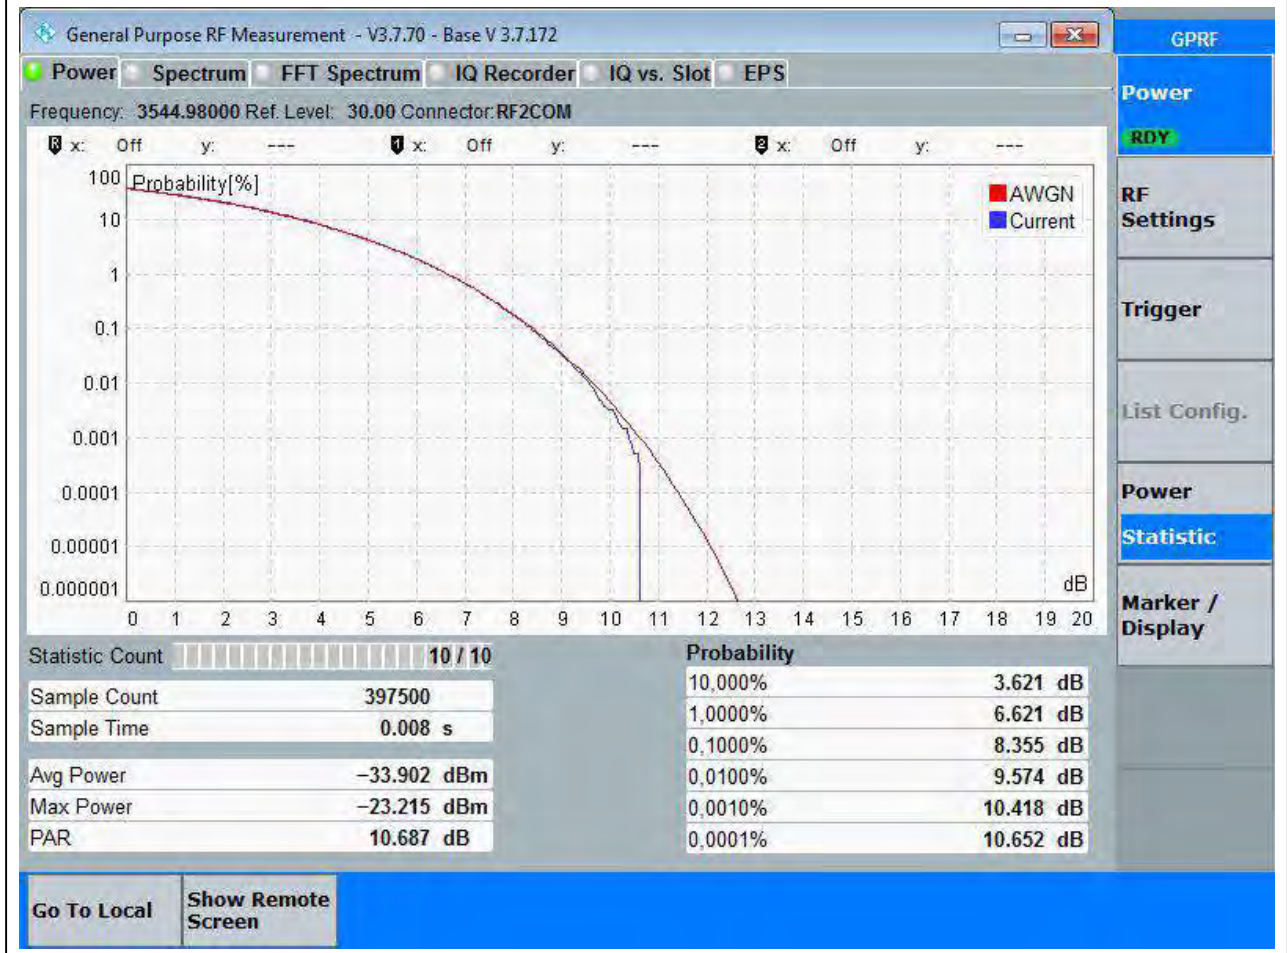 General Purpose RF Measurement - V3.7.70 - Base V 3.7.172
GPRF
Power Spectrum FFT Spectrum IQ Recorder IQ vs. Slot EPS
Frequency: 3544.98000 Ref. Level: 30.00 Connector:RF2COM
Power
RDY
R x: Off y: --- 1 x: Off y: --- 2 x: Off y: ---
Probability[%]
AWGN
Current
100
10
1
0.1
0.01
0.001
0.0001
0.00001
0.000001
dB
0 1 2 3 4 5 6 7 8 9 10 11 12 13 14 15 16 17 18 19 20
RF
Settings
Trigger
List Config.
Power
Statistic
Marker /
Display
Statistic Count 10 / 10
Sample Count 397500
Sample Time 0.008 s
Avg Power −33.902 dBm
Max Power −23.215 dBm
PAR 10.687 dB
Probability
10,000% 3.621 dB
1,0000% 6.621 dB
0,1000% 8.355 dB
0,0100% 9.574 dB
0,0010% 10.418 dB
0,0001% 10.652 dB
Go To Local
Show Remote
Screen